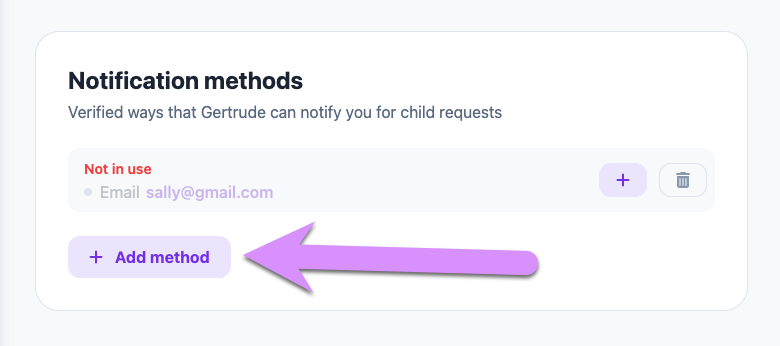 Notification methods
Verified ways that Gertrude can notify you for child requests
Not in use
Email sally@gmail.com
Add method